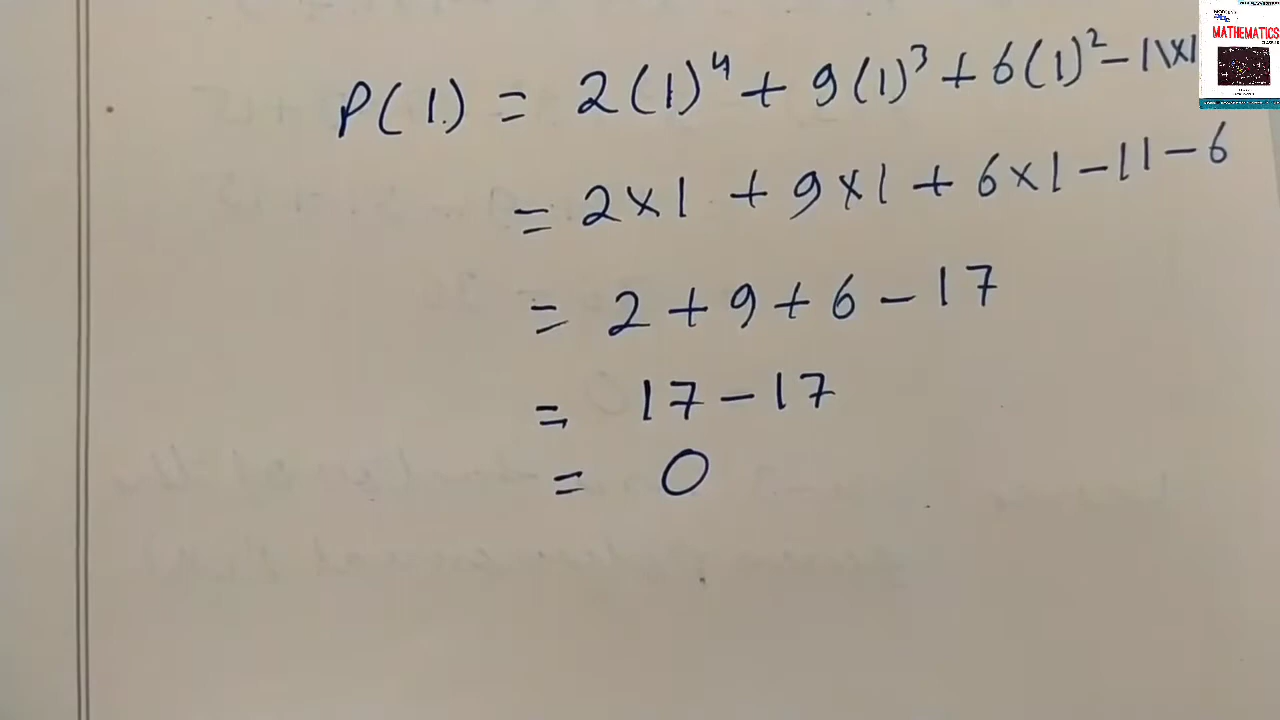 P(1) = 2(1)⁴ + 9(1)³ + 6(1)² - 11×1
= 2×1 + 9×1 + 6×1 - 11 - 6
= 2 + 9 + 6 - 17
= 17 - 17
= 0
MATHEMATICS